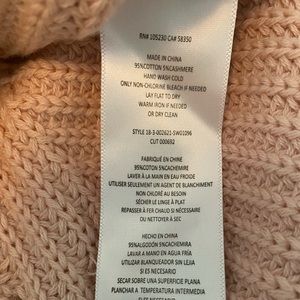 RN# 105230 CA# 58350
MADE IN CHINA
95%COTTON 5%CASHMERE
HAND WASH COLD
ONLY NON-CHLORINE BLEACH IF NEEDED
LAY FLAT TO DRY
WARM IRON IF NEEDED
OR DRY CLEAN
STYLE 18-3-002621-SW01096
CUT 000692
FABRIQUÉ EN CHINE
95%COTON 5%CACHEMIRE
LAVER À LA MAIN EN EAU FROIDE
UTILISER SEULEMENT UN AGENT DE BLANCHIMENT
NON CHLORÉ AU BESOIN
SÉCHER LE LINGE À PLAT
REPASSER À FER CHAUD SI NÉCESSAIRE
OU NETTOYER À SEC
HECHO EN CHINA
95%ALGODÓN 5%CACHEMIRA
LAVAR A MANO EN AGUA FRÍA
UTILIZAR BLANQUEADOR SIN LEJIA
SI ES NECESARIO
SECAR SOBRE UNA SUPERFICIE PLANA
PLANCHAR A TEMPERATURA INTERMEDIA